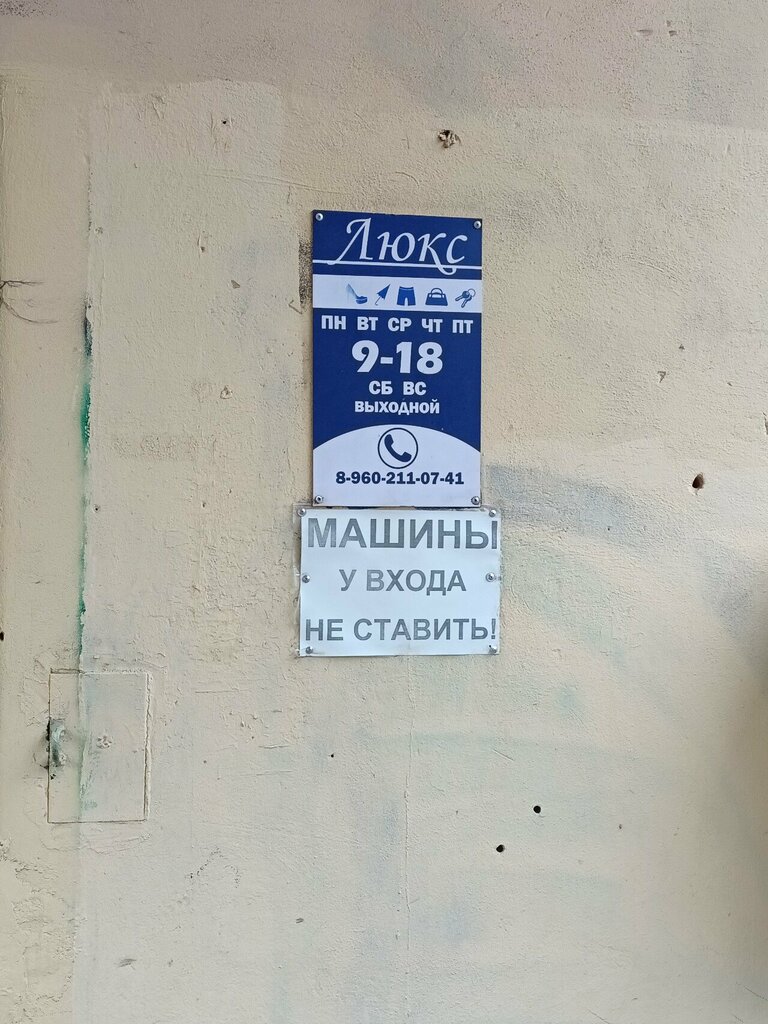 Люкс
ПН ВТ СР ЧТ ПТ
9-18
СБ ВС
ВЫХОДНОЙ
8-960-211-07-41
МАШИНЫ
У ВХОДА
НЕ СТАВИТЬ!